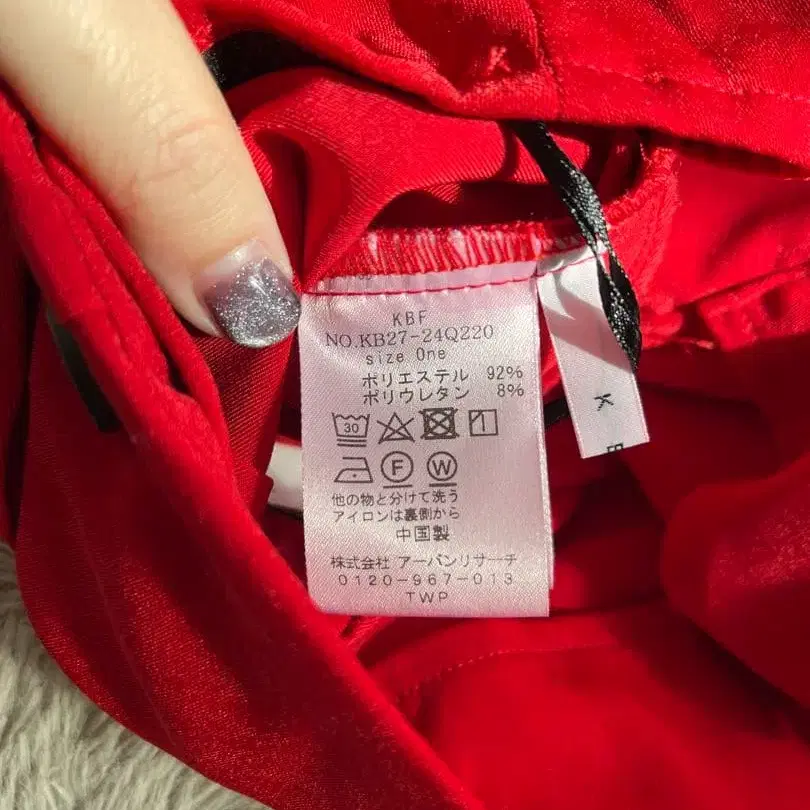 KBF
NO.KB27-24Q220
size One
ポリエステル 92%
ポリウレタン 8%
30
F W
他の物と分けて洗う
アイロンは裏側から
中国製
株式会社 アーバンリサーチ
0120-967-013
TWP
K